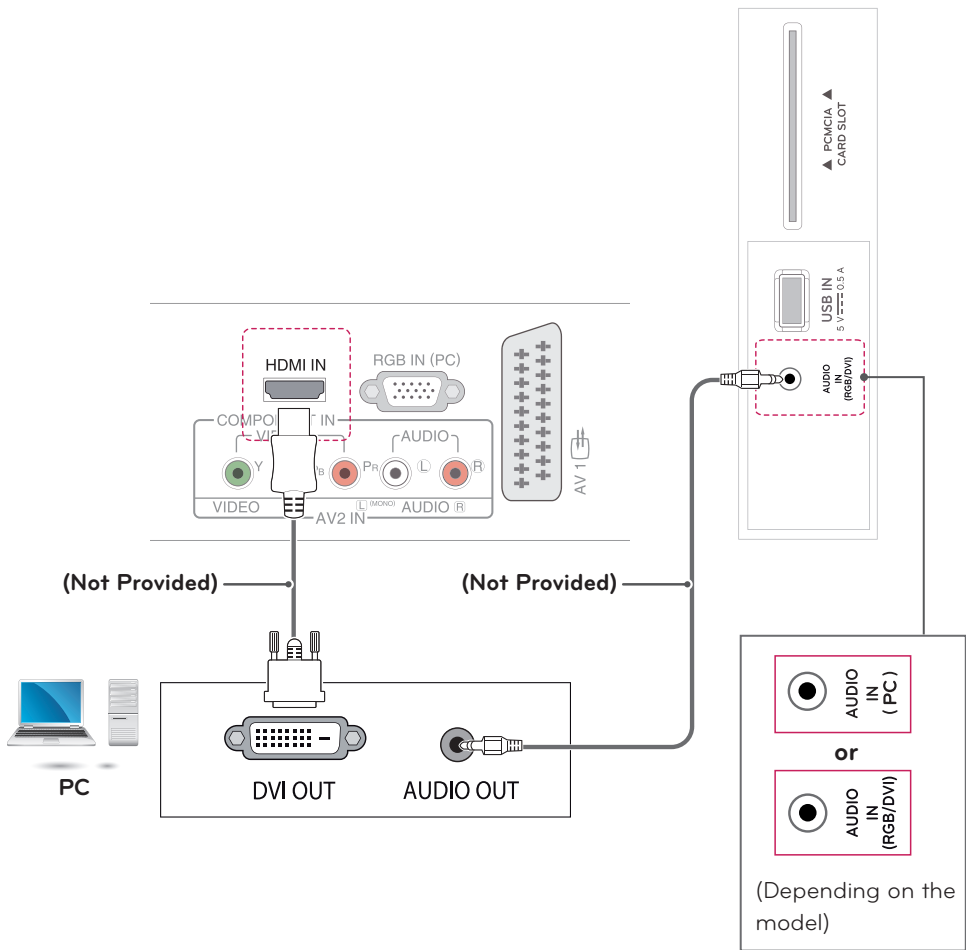 ▲ PCMCIA ▲
CARD SLOT
USB IN
5 V 0.5 A
AUDIO
IN
(RGB/DVI)
HDMI IN
RGB IN (PC)
IN
AUDIO
Y
B
PR
L
R
VIDEO
L (MONO) AUDIO R
AV2 IN
AV 1
(Not Provided)
(Not Provided)
PC
DVI OUT
AUDIO OUT
AUDIO
IN
(PC)
or
AUDIO
IN
(RGB/DVI)
(Depending on the
model)